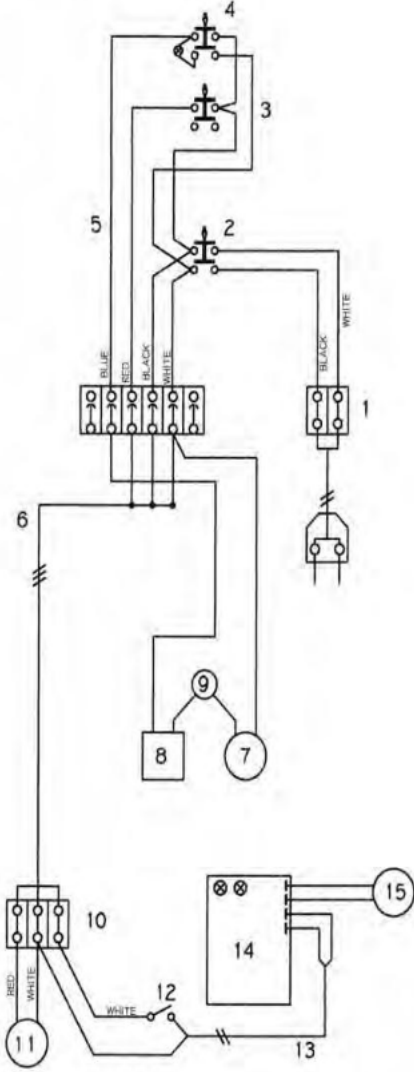 4
3
5
2
BLUE
RED
BLACK
WHITE
BLACK
WHITE
1
6
9
8
7
10
14
15
RED
WHITE
WHITE
12
11
13